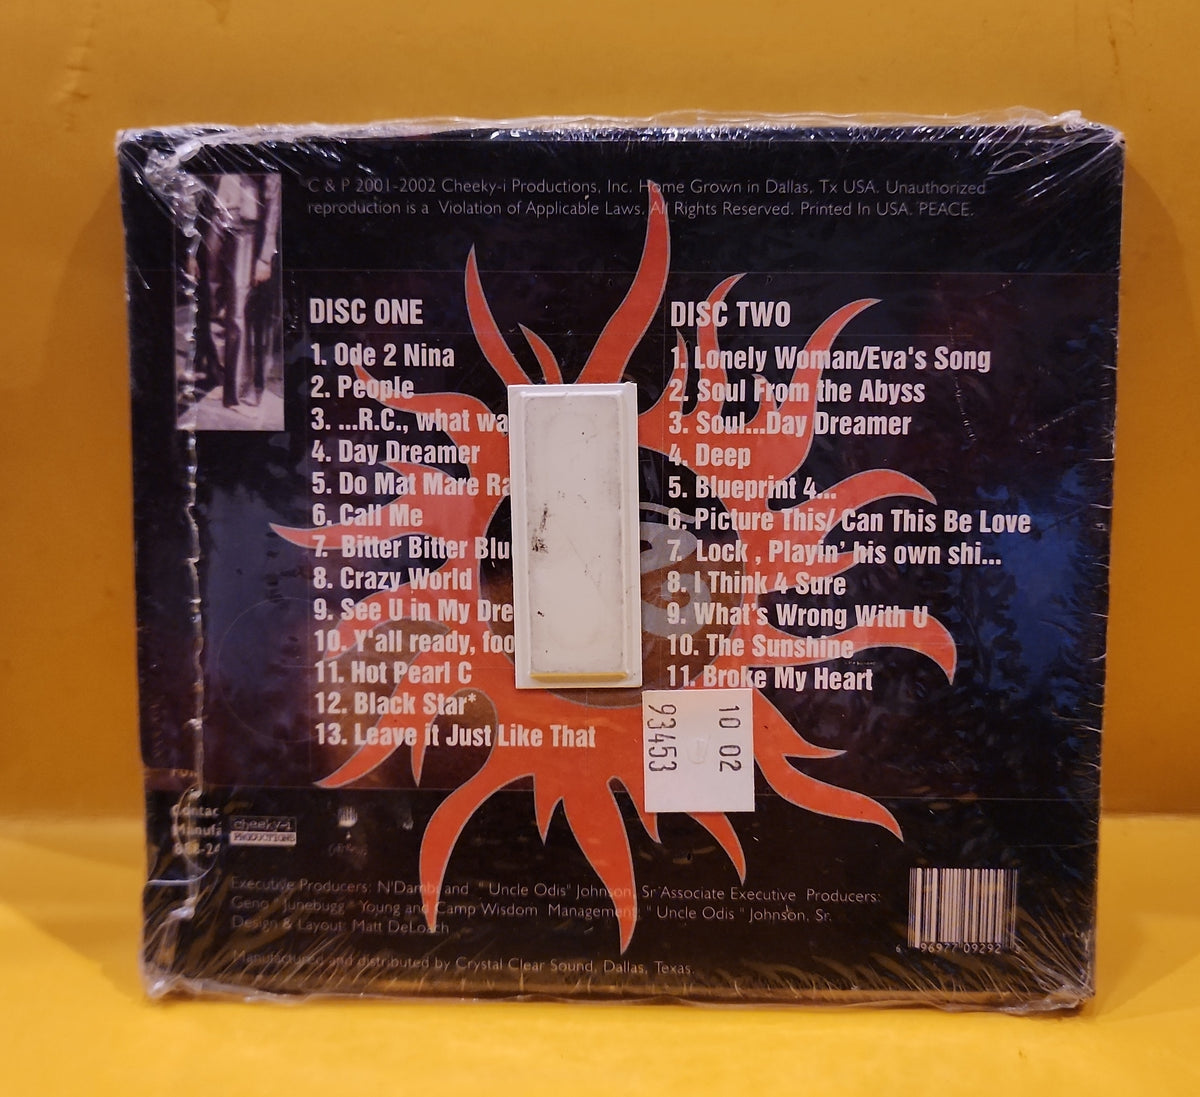 C & P 2001-2002 Cheeky-i Productions, Inc. Home Grown in Dallas, Tx USA. Unauthorized
reproduction is a Violation of Applicable Laws. All Rights Reserved. Printed In USA. PEACE.
DISC ONE
1. Ode 2 Nina
2. People
3. ...R.C., what wa
4. Day Dreamer
5. Do Mat Mare Ra
6. Call Me
7. Bitter Bitter Blu
8. Crazy World
9. See U in My Dre
10. Y'all ready, foo
11. Hot Pearl C
12. Black Star*
13. Leave it Just Like That
DISC TWO
1. Lonely Woman/Eva's Song
2. Soul From the Abyss
3. Soul...Day Dreamer
4. Deep
5. Blueprint 4...
6. Picture This/ Can This Be Love
7. Lock , Playin' his own shi...
8. I Think 4 Sure
9. What's Wrong With U
10. The Sunshine
11. Broke My Heart
10 02
93453
Contac
Manufa
cheeky-i
PRODUCTIONS
Executive Producers: N'Dambi and " Uncle Odis" Johnson, Sr Associate Executive Producers:
Geno " Junebugg" Young and Camp Wisdom Management, " Uncle Odis " Johnson, Sr.
Design & Layout: Matt DeLoach
Manufactured and distributed by Crystal Clear Sound, Dallas, Texas.
6 96977 09292